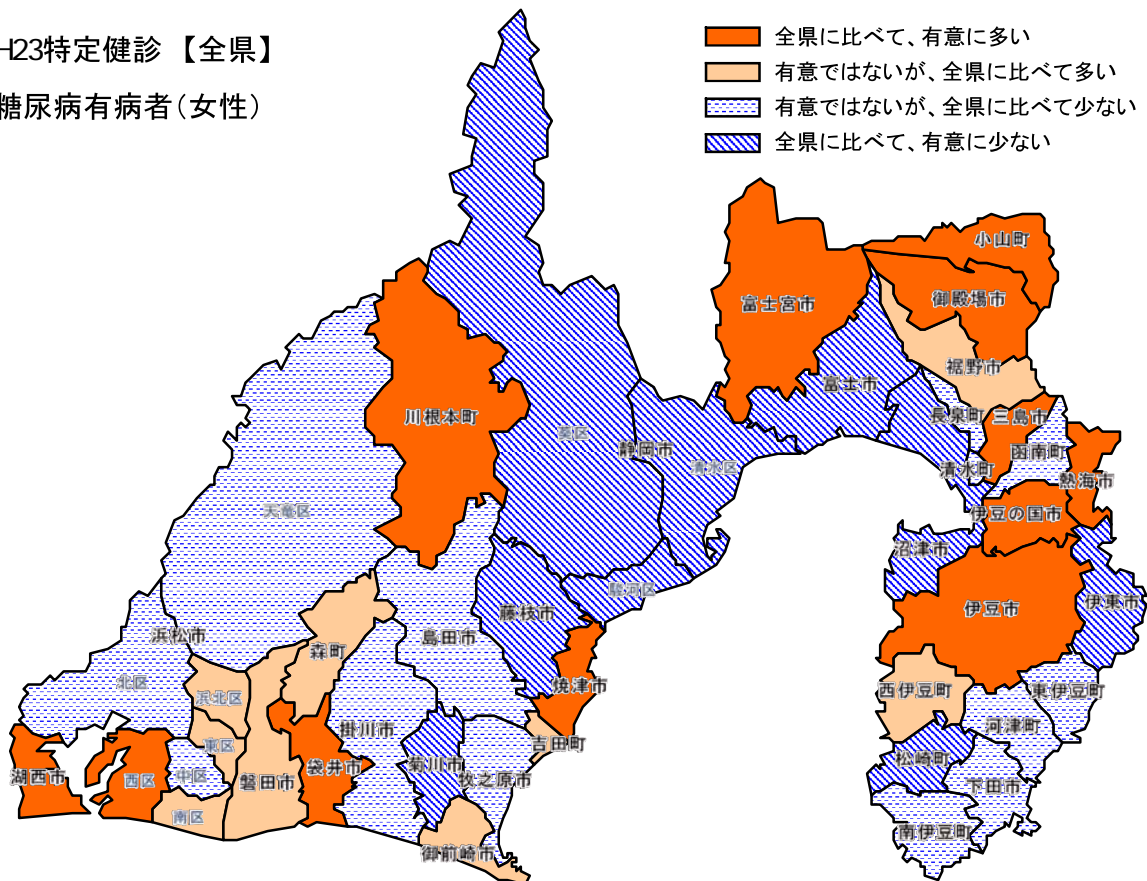 H23特定健診 【全県】
糖尿病有病者(女性)
全県に比べて、有意に多い
有意ではないが、全県に比べて多い
有意ではないが、全県に比べて少ない
全県に比べて、有意に少ない
小山町
御殿場市
富士宮市
裾野市
富士市
長泉町
三島市
川根本町
葵区
静岡市
清水区
函南町
清水町
熱海市
天竜区
伊豆の国市
沼津市
駿河区
藤枝市
伊豆市
伊東市
浜松市
島田市
森町
北区
浜北区
焼津市
西伊豆町
東伊豆町
河津町
掛川市
東区
吉田町
湖西市
西区
中区
磐田市
袋井市
菊川市
牧之原市
松崎町
下田市
南区
南伊豆町
御前崎市